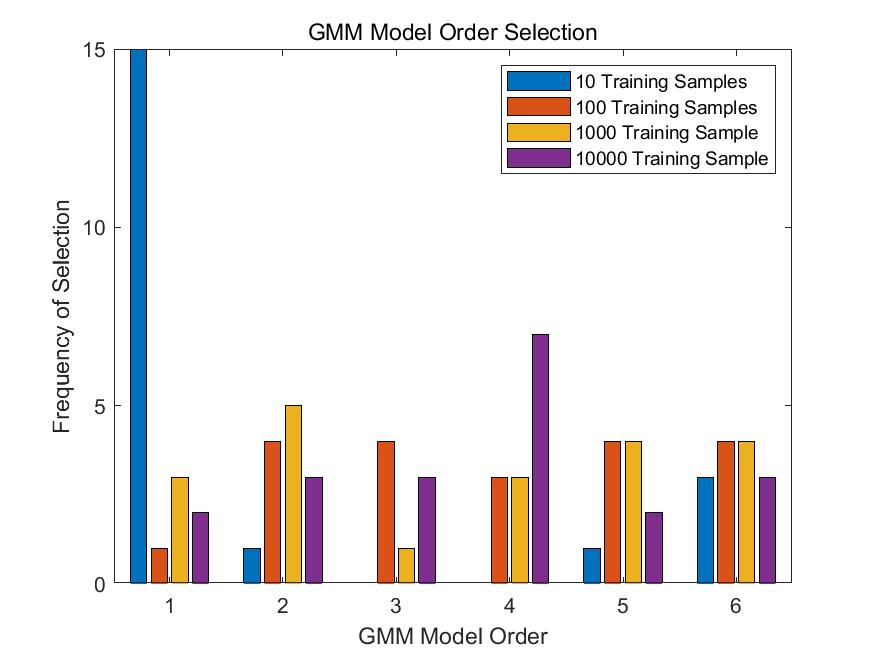 GMM Model Order Selection
15
10
5
0
Frequency of Selection
10 Training Samples
100 Training Samples
1000 Training Sample
10000 Training Sample
1 2 3 4 5 6
GMM Model Order